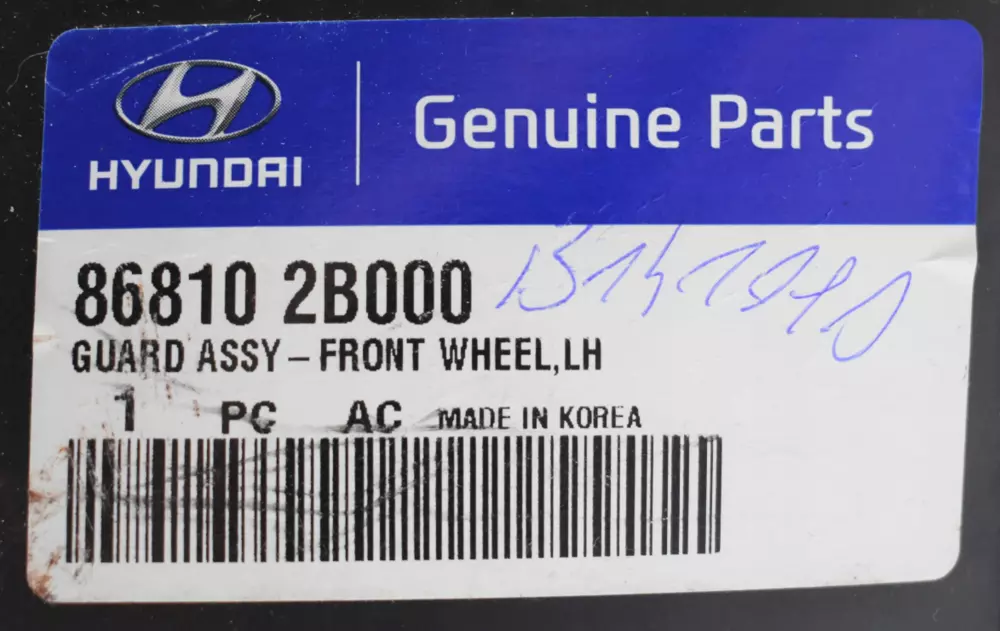 HYUNDAI
Genuine Parts
86810 2B000
GUARD ASSY – FRONT WHEEL, LH
1 PC AC MADE IN KOREA